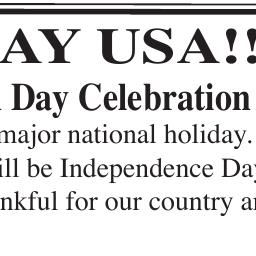 AY USA!!
Day Celebration
major national holiday.
ill be Independence Day
nkful for our country a